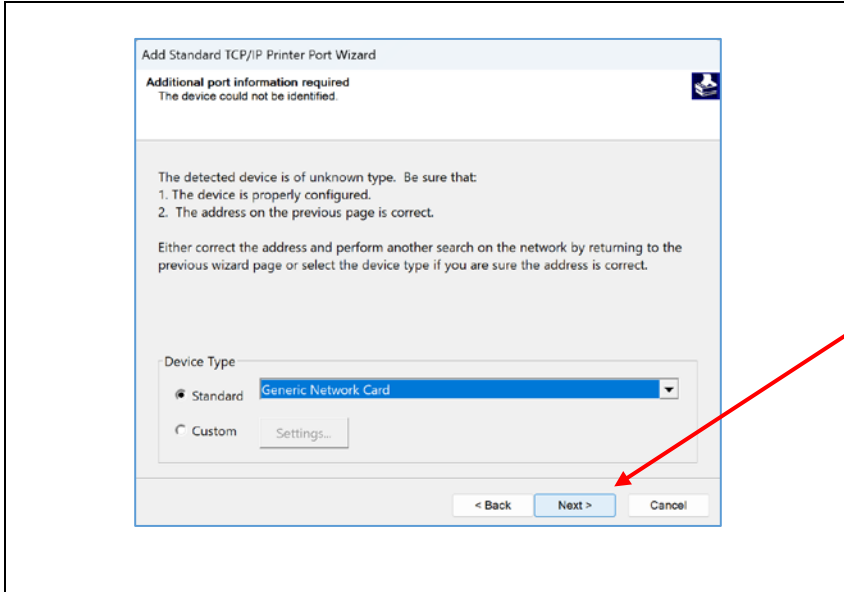 Add Standard TCP/IP Printer Port Wizard
Additional port information required
The device could not be identified.
The detected device is of unknown type. Be sure that:
1. The device is properly configured.
2. The address on the previous page is correct.
Either correct the address and perform another search on the network by returning to the
previous wizard page or select the device type if you are sure the address is correct.
Device Type
Standard Generic Network Card
Custom Settings...
< Back Next > Cancel